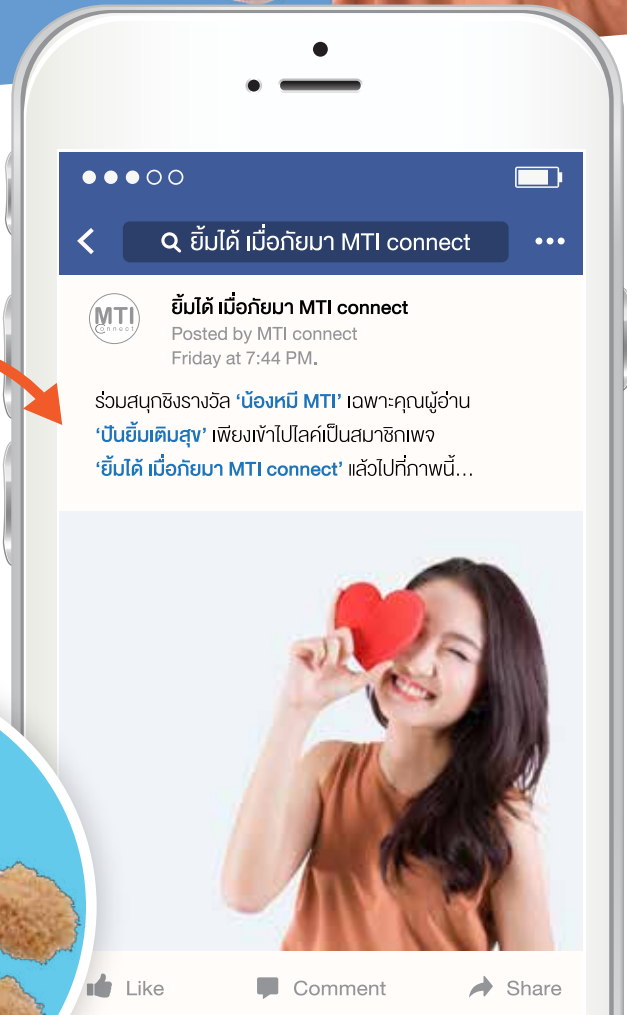 ยิ้มได้ เมื่อภัยมา MTI connect
MTI
Connect
ยิ้มได้ เมื่อภัยมา MTI connect
Posted by MTI connect
Friday at 7:44 PM.
ร่วมสนุกชิงรางวัล ‘น้องหมี MTI’ เฉพาะคุณผู้อ่าน
‘ปันยิ้มเติมสุข’ เพียงเข้าไปไลค์เป็นสมาชิกเพจ
‘ยิ้มได้ เมื่อภัยมา MTI connect’ แล้วไปที่ภาพนี้...
Like Comment Share